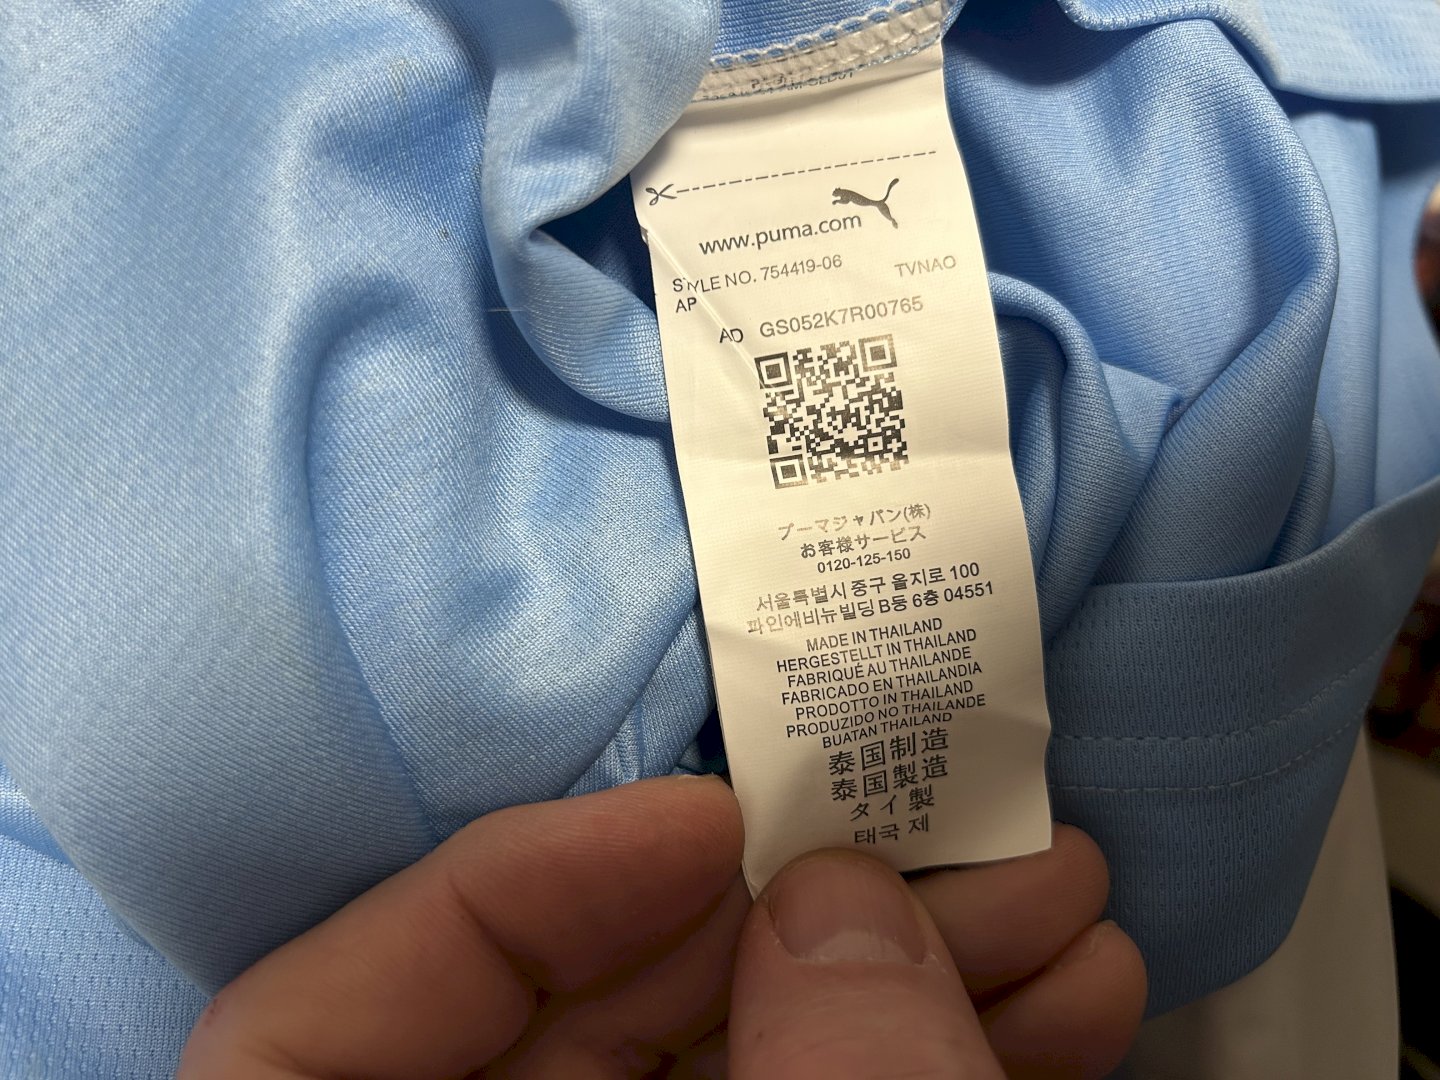 www.puma.com
STYLE NO. 754419-06 TVNAO
AP
AD GS052K7R00765
プーマジャパン(株)
お客様サービス
0120-125-150
서울특별시 중구 을지로 100
파인에비뉴빌딩 B동 6층 04551
MADE IN THAILAND
HERGESTELLT IN THAILAND
FABRIQUÉ AU THAILANDE
FABRICADO EN THAILANDIA
PRODOTTO IN THAILAND
PRODUZIDO NO THAILANDE
BUATAN THAILAND
泰国制造
泰国製造
タイ製
태국 제